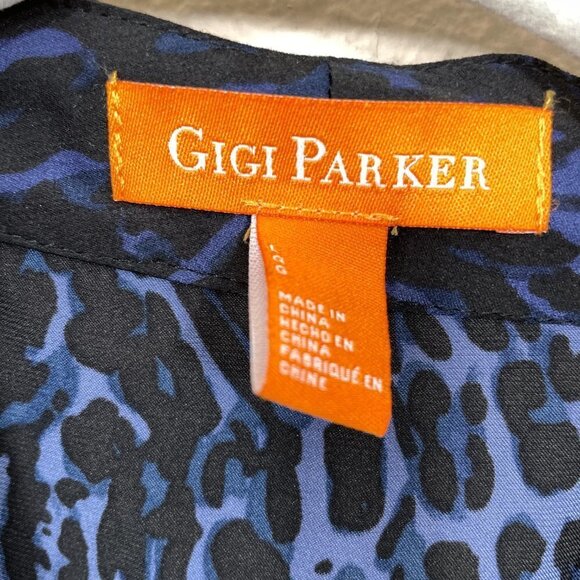 GIGI PARKER
L
G
G
MADE IN
CHINA
HECHO EN
CHINA
FABRIQUÉ EN
CHINE